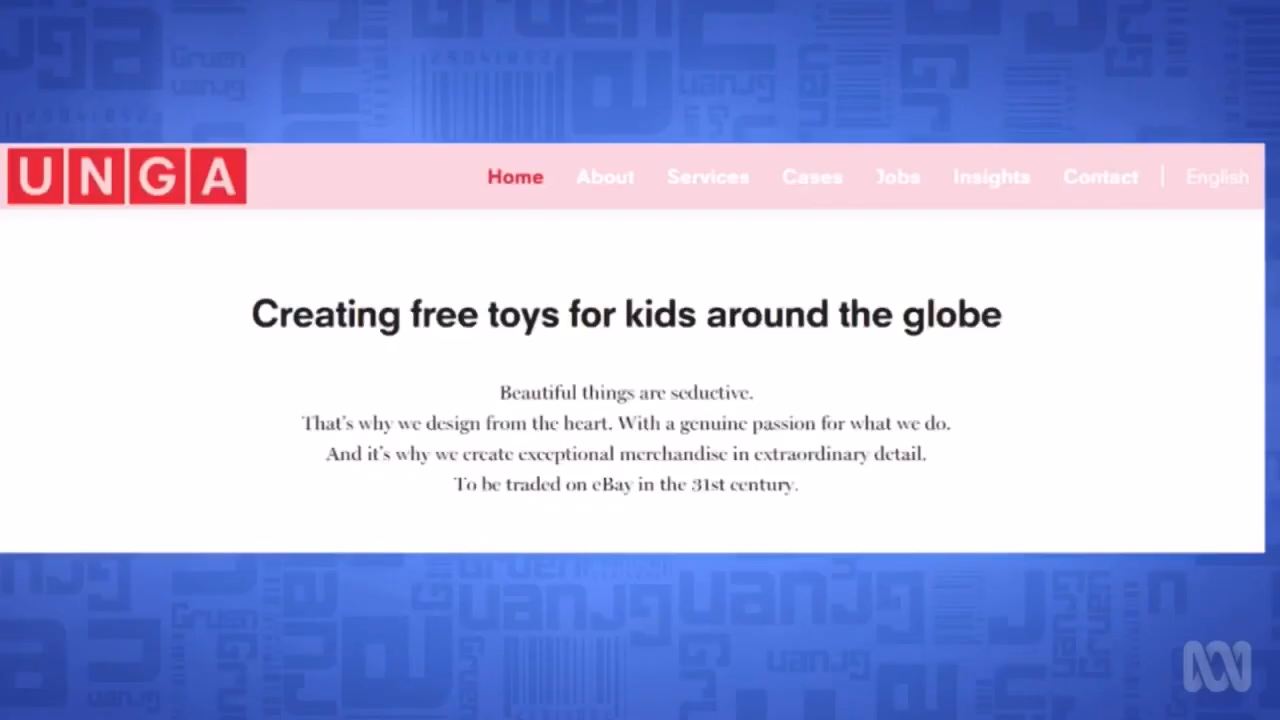 UNGA
Home About Services Cases Jobs Insights Contact | English
Creating free toys for kids around the globe
Beautiful things are seductive.
That's why we design from the heart. With a genuine passion for what we do.
And it's why we create exceptional merchandise in extraordinary detail.
To be traded on eBay in the 31st century.